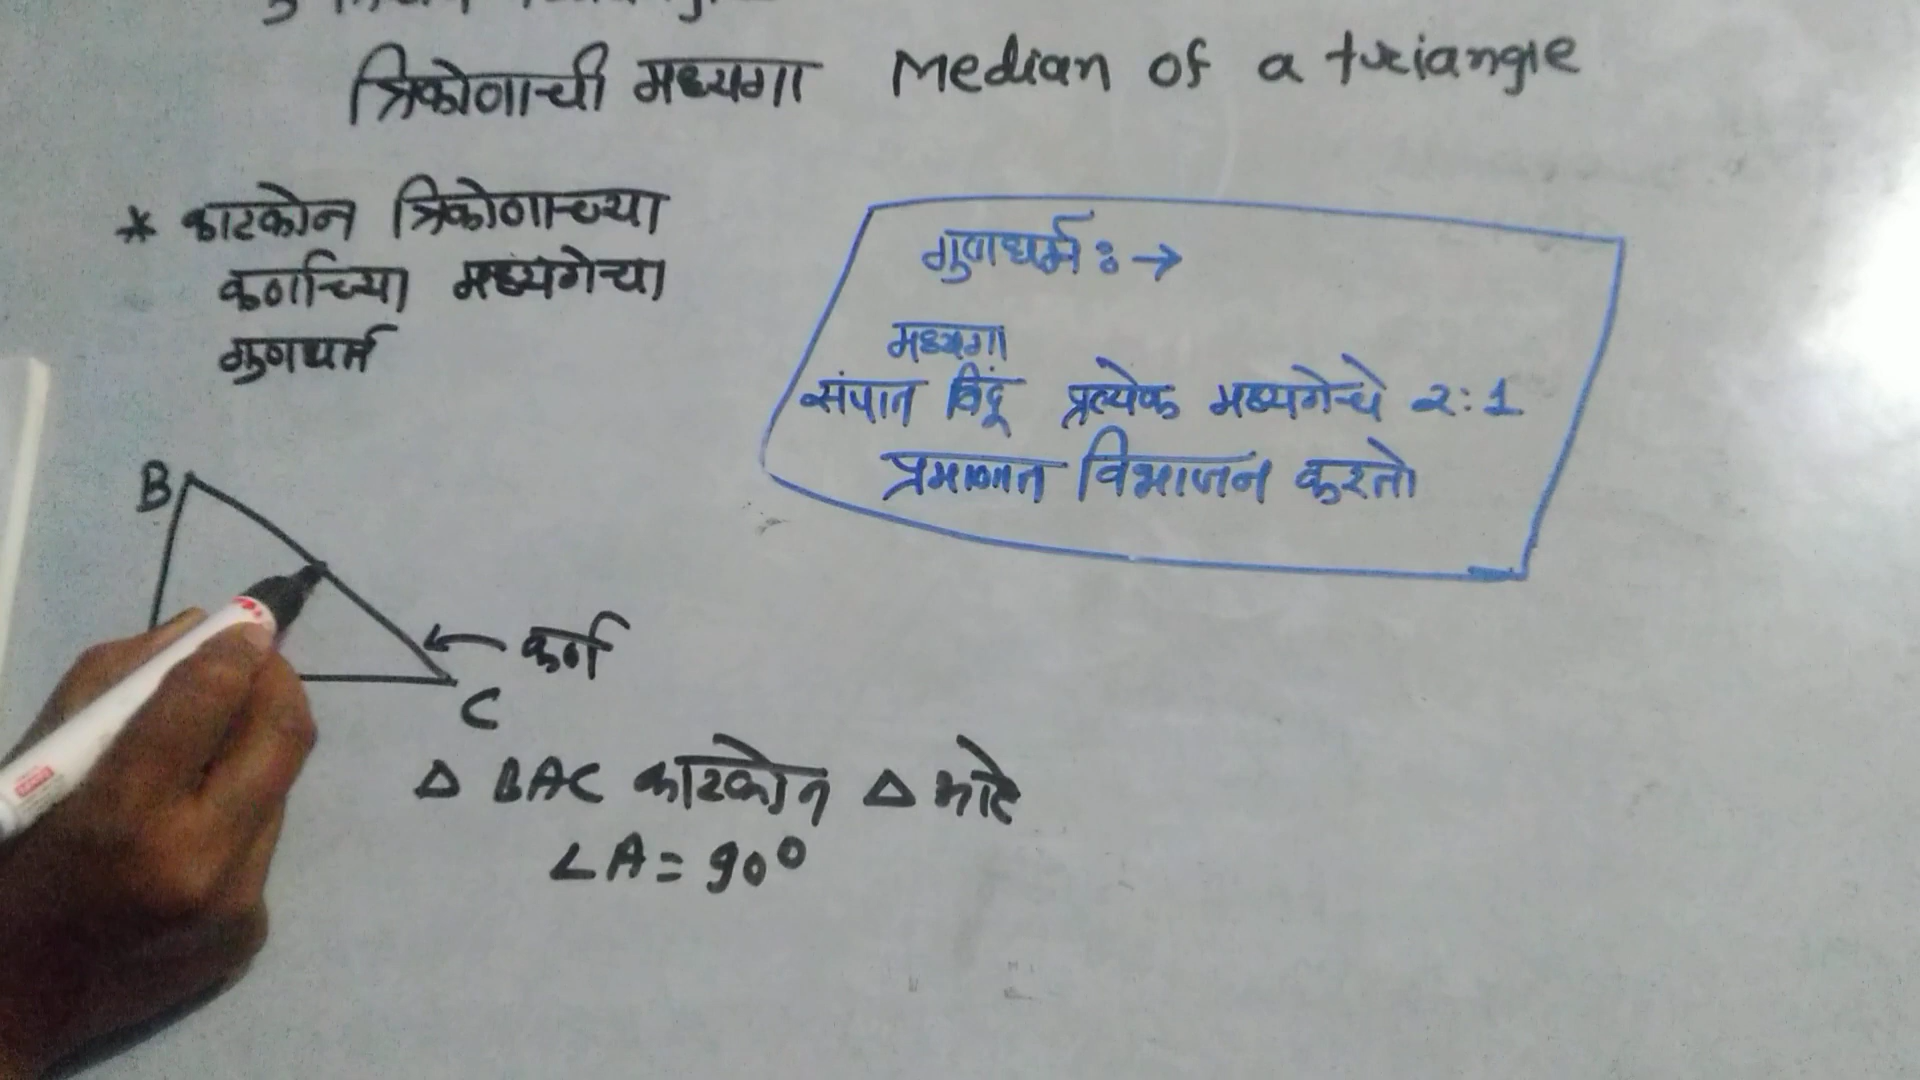 त्रिकोणाची मध्यगा Median of a triangle
* काटकोन त्रिकोणाच्या
कर्णाच्या मध्यगेचा
गुणधर्म
गुणधर्म : →
मध्यगा
संपात बिंदू प्रत्येक मध्यगेचे २:1
प्रमाणात विभाजन करतो
B
← कर्ण
C
Δ BAC काटकोन Δ आहे
∠A = 90°